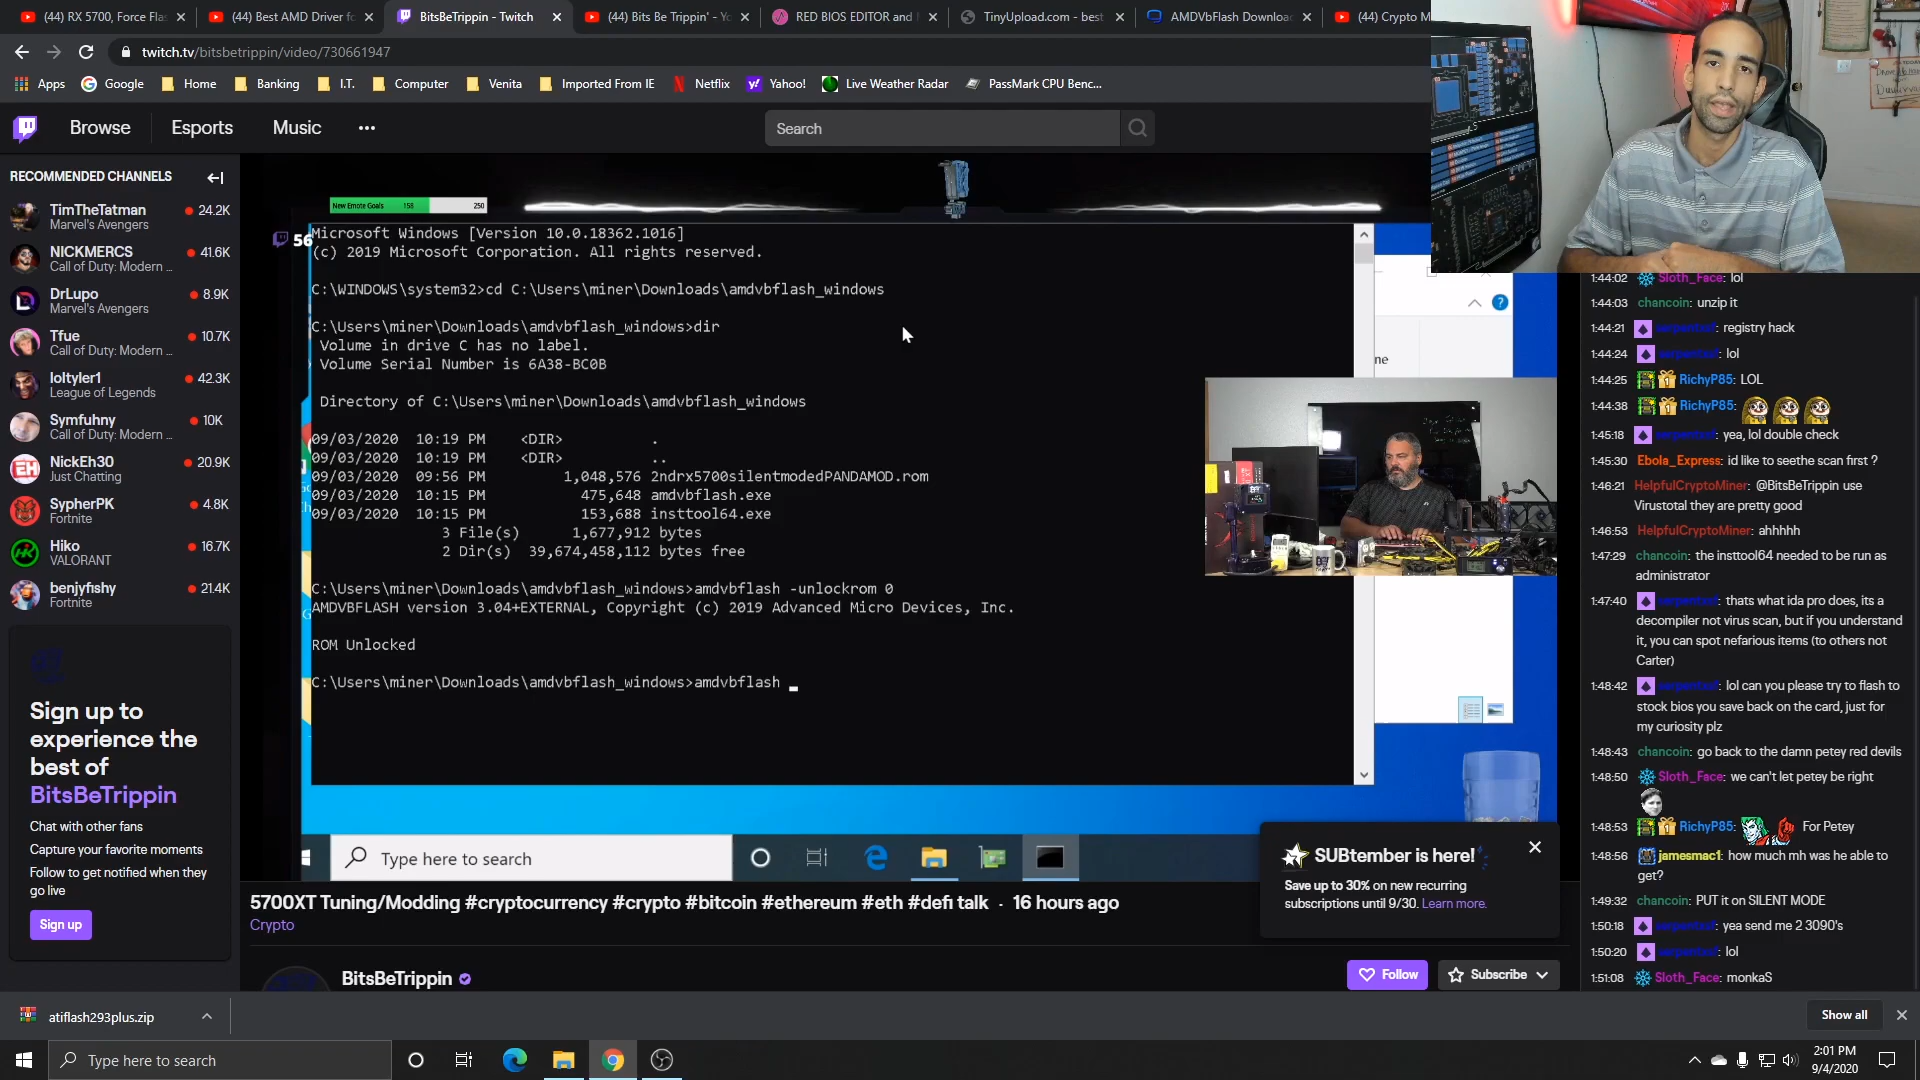 (44) RX 5700, Force Fla
(44) Best AMD Driver fo
BitsBeTrippin - Twitch
(44) Bits Be Trippin' - Yo
RED BIOS EDITOR and
TinyUpload.com - best
AMDVbFlash Downloa
(44) Crypto M
twitch.tv/bitsbetrippin/video/730661947
Apps
Google
Home
Banking
I.T.
Computer
Venita
Imported From IE
Netflix
Yahoo!
Live Weather Radar
PassMark CPU Benc...
Browse
Esports
Music
Search
RECOMMENDED CHANNELS
TimTheTatman
24.2K
Marvel's Avengers
NICKMERCS
41.6K
Call of Duty: Modern ...
DrLupo
8.9K
Marvel's Avengers
Tfue
10.7K
Call of Duty: Modern ...
loltyler1
42.3K
League of Legends
Symfuhny
10K
Call of Duty: Modern ...
NickEh30
20.9K
Just Chatting
SypherPK
4.8K
Fortnite
Hiko
16.7K
VALORANT
benjyfishy
21.4K
Fortnite
Sign up to
experience the
best of
BitsBeTrippin
Chat with other fans
Capture your favorite moments
Follow to get notified when they
go live
Sign up
New Emote Goals 158 250
56
Microsoft Windows [Version 10.0.18362.1016]
(c) 2019 Microsoft Corporation. All rights reserved.
C:\WINDOWS\system32>cd C:\Users\miner\Downloads\amdvbflash_windows
C:\Users\miner\Downloads\amdvbflash_windows>dir
Volume in drive C has no label.
Volume Serial Number is 6A38-BC0B
Directory of C:\Users\miner\Downloads\amdvbflash_windows
09/03/2020 10:19 PM <DIR> .
09/03/2020 10:19 PM <DIR> ..
09/03/2020 09:56 PM 1,048,576 2ndrx5700silentmodedPANDAMOD.rom
09/03/2020 10:15 PM 475,648 amdvbflash.exe
09/03/2020 10:15 PM 153,688 insttool64.exe
3 File(s) 1,677,912 bytes
2 Dir(s) 39,674,458,112 bytes free
C:\Users\miner\Downloads\amdvbflash_windows>amdvbflash -unlockrom 0
AMDVBFLASH version 3.04+EXTERNAL, Copyright (c) 2019 Advanced Micro Devices, Inc.
ROM Unlocked
C:\Users\miner\Downloads\amdvbflash_windows>amdvbflash _
ne
Type here to search
SUBtember is here!
Save up to 30% on new recurring
subscriptions until 9/30. Learn more.
5700XT Tuning/Modding #cryptocurrency #crypto #bitcoin #ethereum #eth #defi talk - 16 hours ago
Crypto
BitsBeTrippin
Follow
Subscribe
1:44:02 Sloth_Face: lol
1:44:03 chancoin: unzip it
1:44:21 registry hack
1:44:24 lol
1:44:25 RichyP85: LOL
1:44:38 RichyP85:
1:45:18 yea, lol double check
1:45:30 Ebola_Express: id like to seethe scan first ?
1:46:21 HelpfulCryptoMiner: @BitsBeTrippin use
Virustotal they are pretty good
1:46:53 HelpfulCryptoMiner: ahhhhh
1:47:29 chancoin: the insttool64 needed to be run as
administrator
1:47:40 thats what ida pro does, its a
decompiler not virus scan, but if you understand
it, you can spot nefarious items (to others not
Carter)
1:48:42 lol can you please try to flash to
stock bios you save back on the card, just for
my curiosity plz
1:48:43 chancoin: go back to the damn petey red devils
1:48:50 Sloth_Face: we can't let petey be right
1:48:53 RichyP85: For Petey
1:48:56 jamesmac1: how much mh was he able to
get?
1:49:32 chancoin: PUT it on SILENT MODE
1:50:18 yea send me 2 3090's
1:50:20 lol
1:51:08 Sloth_Face: monkaS
atiflash293plus.zip
Show all
Type here to search
2:01 PM
9/4/2020